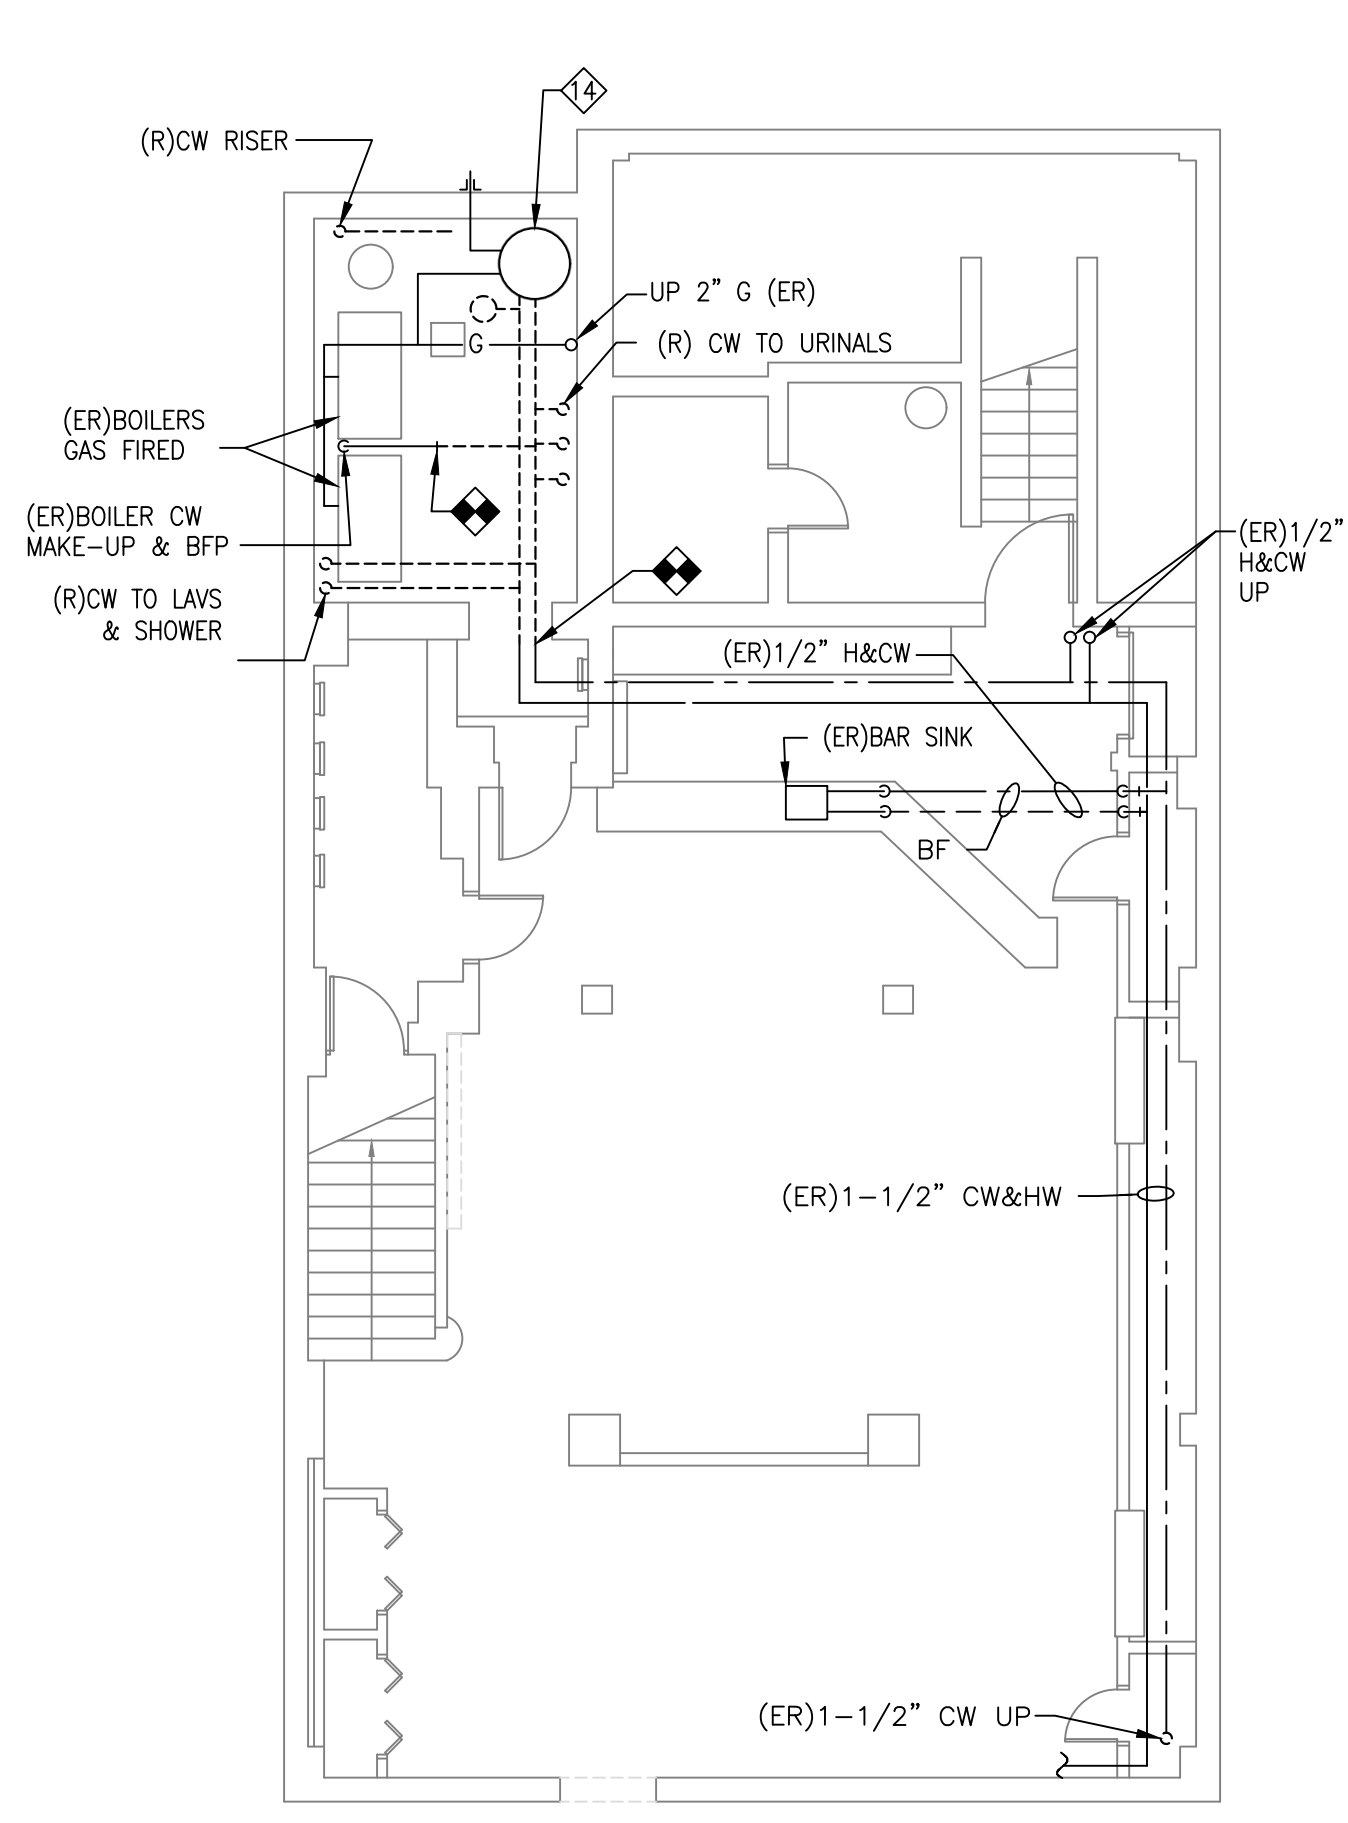 14
(R)CW RISER
UP 2” G (ER)
(R) CW TO URINALS
G
(ER)BOILERS
GAS FIRED
(ER)BOILER CW
MAKE-UP & BFP
(R)CW TO LAVS
& SHOWER
(ER)1/2”
H&CW
UP
(ER)1/2” H&CW
(ER)BAR SINK
BF
(ER)1-1/2” CW&HW
(ER)1-1/2” CW UP